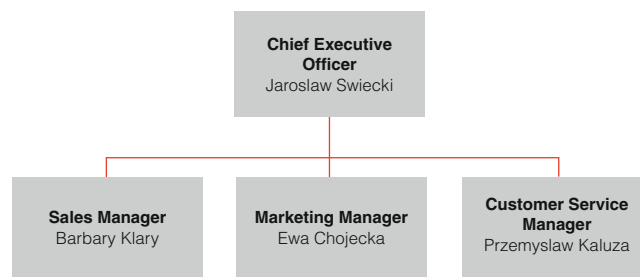 Chief Executive
Officer
Jaroslaw Swiecki
Sales Manager
Barbary Klary
Marketing Manager
Ewa Chojecka
Customer Service
Manager
Przemyslaw Kaluza